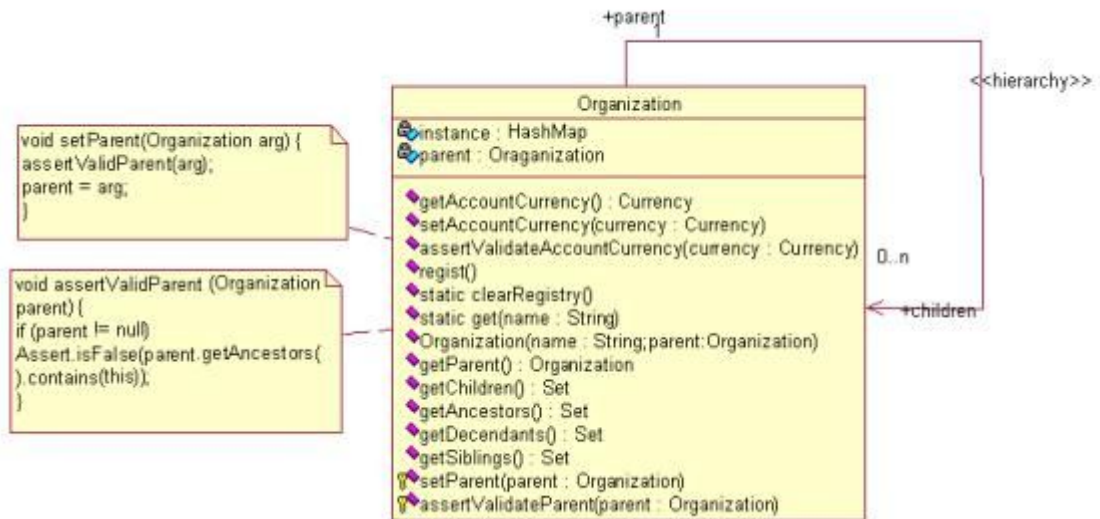 +parent
1
<<hierarchy>>
Organization
instance : HashMap
parent : Oraganization
getAccountCurrency() : Currency
setAccountCurrency(currency : Currency)
assertValidateAccountCurrency(currency : Currency)
regist()
static clearRegistry()
static get(name : String)
Organization(name : String;parent:Organization)
getParent() : Organization
getChildren() : Set
getAncestors() : Set
getDecendants() : Set
getSiblings() : Set
setParent(parent : Organization)
assertValidateParent(parent : Organization)
void setParent(Organization arg) {
assertValidParent(arg);
parent = arg;
}
void assertValidParent (Organization
parent) {
if (parent != null)
Assert.isFalse(parent.getAncestors(
).contains(this));
}
0..n
+children